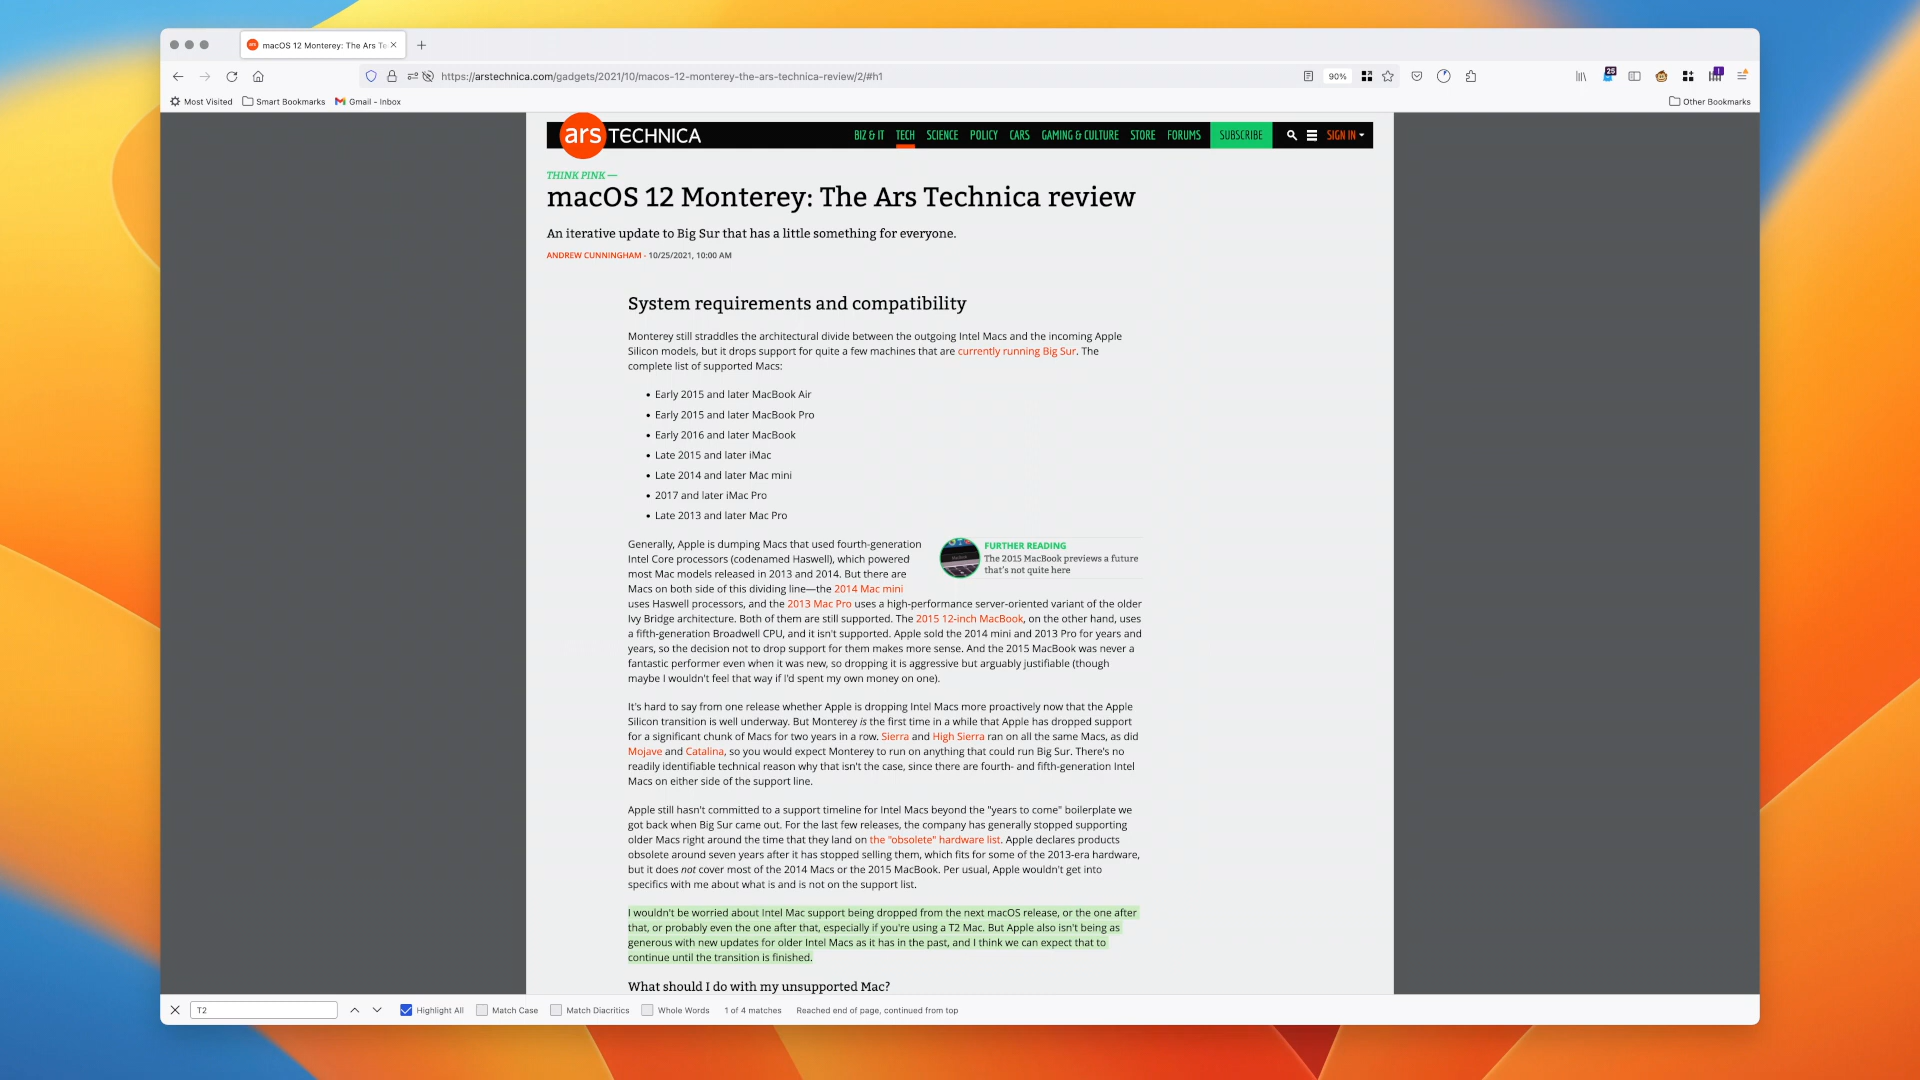 ars macOS 12 Monterey: The Ars Te
https://arstechnica.com/gadgets/2021/10/macos-12-monterey-the-ars-technica-review/2/#h1
90%
25
Most Visited Smart Bookmarks Gmail - Inbox Other Bookmarks
ars TECHNICA
BIZ & IT TECH SCIENCE POLICY CARS GAMING & CULTURE STORE FORUMS SUBSCRIBE SIGN IN
THINK PINK —
macOS 12 Monterey: The Ars Technica review
An iterative update to Big Sur that has a little something for everyone.
ANDREW CUNNINGHAM - 10/25/2021, 10:00 AM
System requirements and compatibility
Monterey still straddles the architectural divide between the outgoing Intel Macs and the incoming Apple
Silicon models, but it drops support for quite a few machines that are currently running Big Sur. The
complete list of supported Macs:
• Early 2015 and later MacBook Air
• Early 2015 and later MacBook Pro
• Early 2016 and later MacBook
• Late 2015 and later iMac
• Late 2014 and later Mac mini
• 2017 and later iMac Pro
• Late 2013 and later Mac Pro
Generally, Apple is dumping Macs that used fourth-generation
Intel Core processors (codenamed Haswell), which powered
most Mac models released in 2013 and 2014. But there are
Macs on both side of this dividing line—the 2014 Mac mini
FURTHER READING
The 2015 MacBook previews a future
that's not quite here
uses Haswell processors, and the 2013 Mac Pro uses a high-performance server-oriented variant of the older
Ivy Bridge architecture. Both of them are still supported. The 2015 12-inch MacBook, on the other hand, uses
a fifth-generation Broadwell CPU, and it isn't supported. Apple sold the 2014 mini and 2013 Pro for years and
years, so the decision not to drop support for them makes more sense. And the 2015 MacBook was never a
fantastic performer even when it was new, so dropping it is aggressive but arguably justifiable (though
maybe I wouldn't feel that way if I'd spent my own money on one).
It's hard to say from one release whether Apple is dropping Intel Macs more proactively now that the Apple
Silicon transition is well underway. But Monterey is the first time in a while that Apple has dropped support
for a significant chunk of Macs for two years in a row. Sierra and High Sierra ran on all the same Macs, as did
Mojave and Catalina, so you would expect Monterey to run on anything that could run Big Sur. There's no
readily identifiable technical reason why that isn't the case, since there are fourth- and fifth-generation Intel
Macs on either side of the support line.
Apple still hasn't committed to a support timeline for Intel Macs beyond the "years to come" boilerplate we
got back when Big Sur came out. For the last few releases, the company has generally stopped supporting
older Macs right around the time that they land on the "obsolete" hardware list. Apple declares products
obsolete around seven years after it has stopped selling them, which fits for some of the 2013-era hardware,
but it does not cover most of the 2014 Macs or the 2015 MacBook. Per usual, Apple wouldn't get into
specifics with me about what is and is not on the support list.
I wouldn't be worried about Intel Mac support being dropped from the next macOS release, or the one after
that, or probably even the one after that, especially if you're using a T2 Mac. But Apple also isn't being as
generous with new updates for older Intel Macs as it has in the past, and I think we can expect that to
continue until the transition is finished.
What should I do with my unsupported Mac?
T2 Highlight All Match Case Match Diacritics Whole Words 1 of 4 matches Reached end of page, continued from top